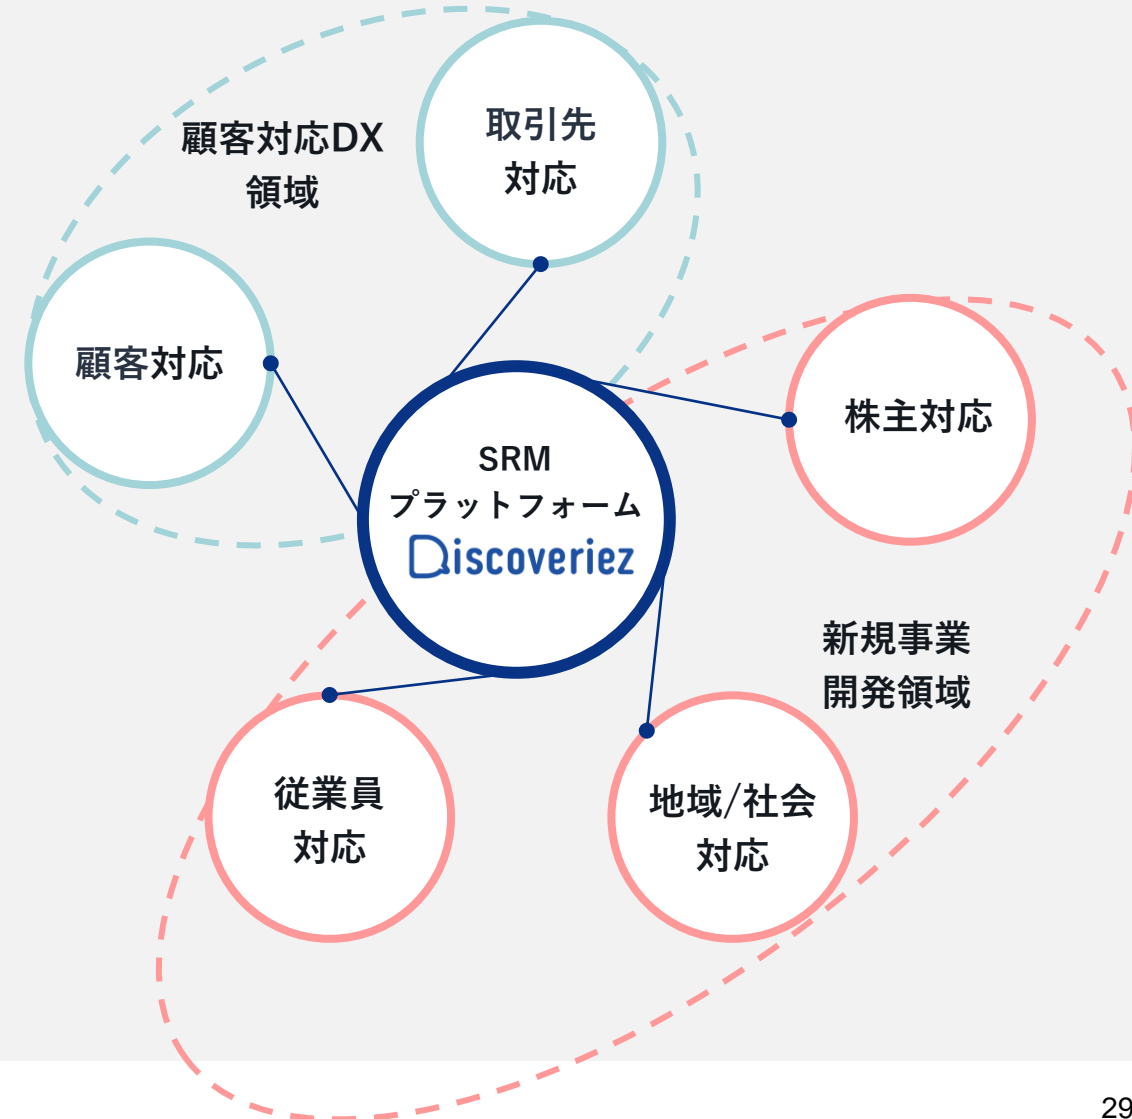 取引先
対応
顧客対応DX
領域
顧客対応
株主対応
SRM
プラットフォーム
Discoveriez
新規事業
開発領域
従業員
対応
地域/社会
対応
29